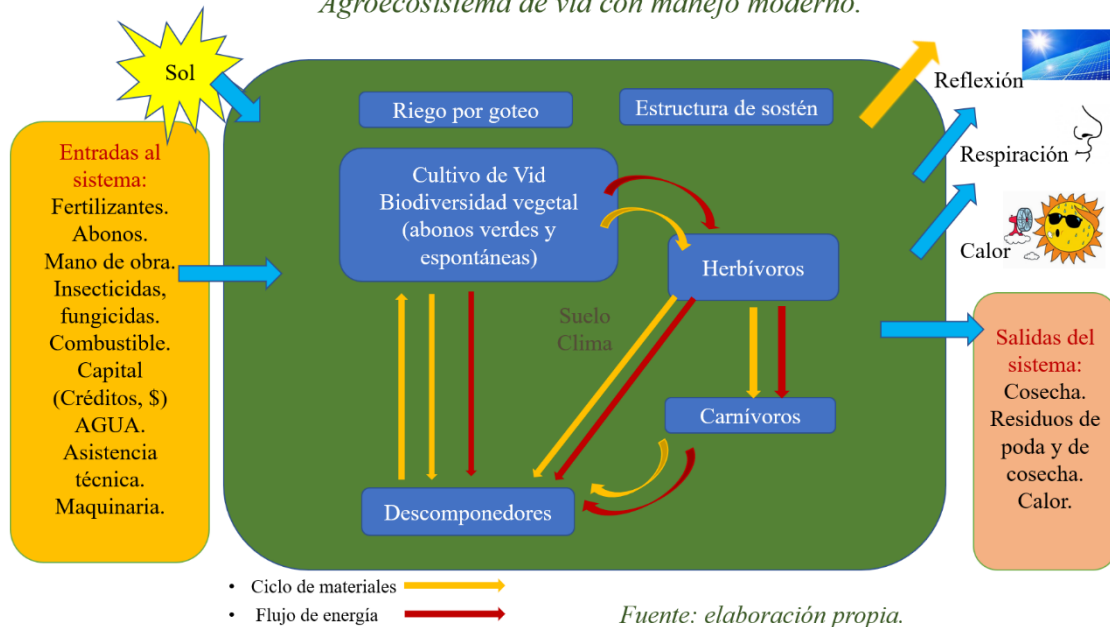 Agroecosistema de vid con manejo moderno.
Sol
Entradas al
sistema:
Fertilizantes.
Abonos.
Mano de obra.
Insecticidas,
fungicidas.
Combustible.
Capital
(Créditos, $)
AGUA.
Asistencia
técnica.
Maquinaria.
Riego por goteo
Estructura de sostén
Cultivo de Vid
Biodiversidad vegetal
(abonos verdes y
espontáneas)
Herbívoros
Suelo
Clima
Carnívoros
Descomponedores
Reflexión
Respiración
Calor
Salidas del
sistema:
Cosecha.
Residuos de
poda y de
cosecha.
Calor.
• Ciclo de materiales
• Flujo de energía
Fuente: elaboración propia.